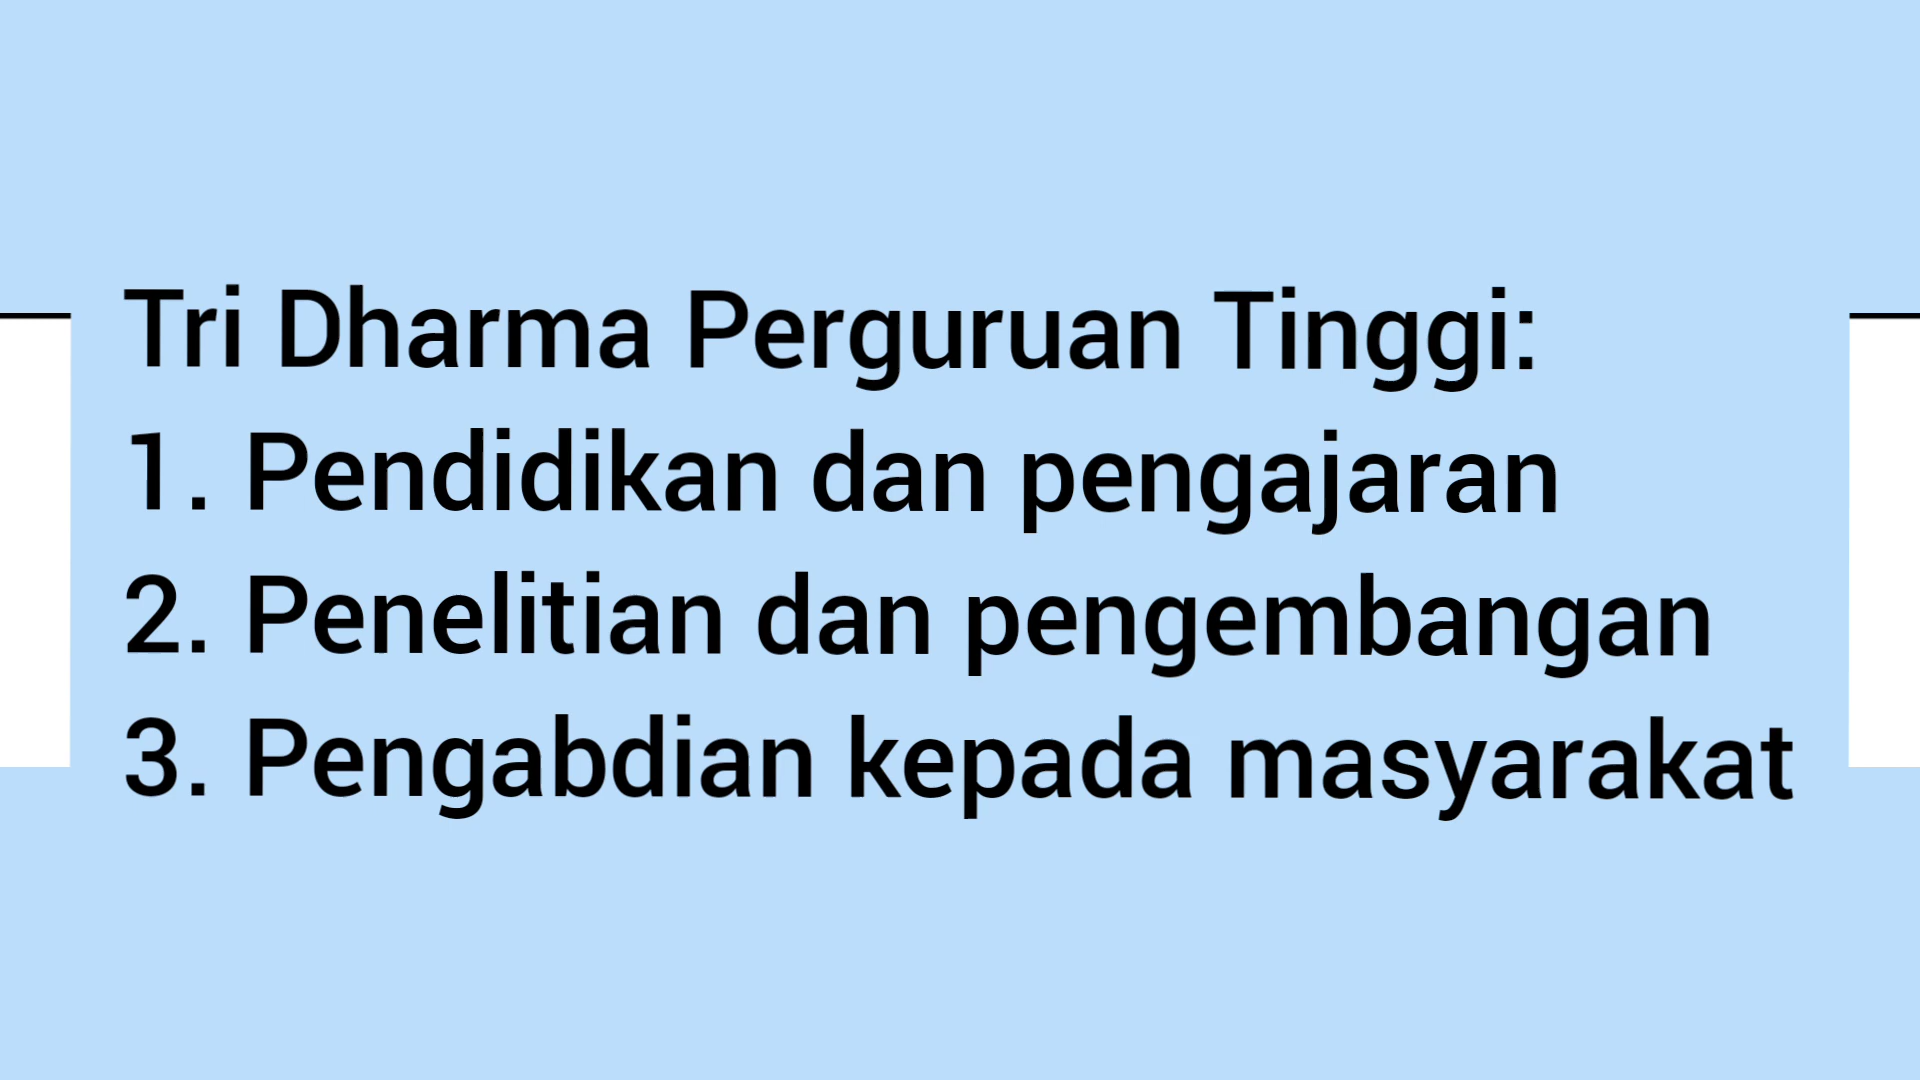 Tri Dharma Perguruan Tinggi:
1. Pendidikan dan pengajaran
2. Penelitian dan pengembangan
3. Pengabdian kepada masyarakat